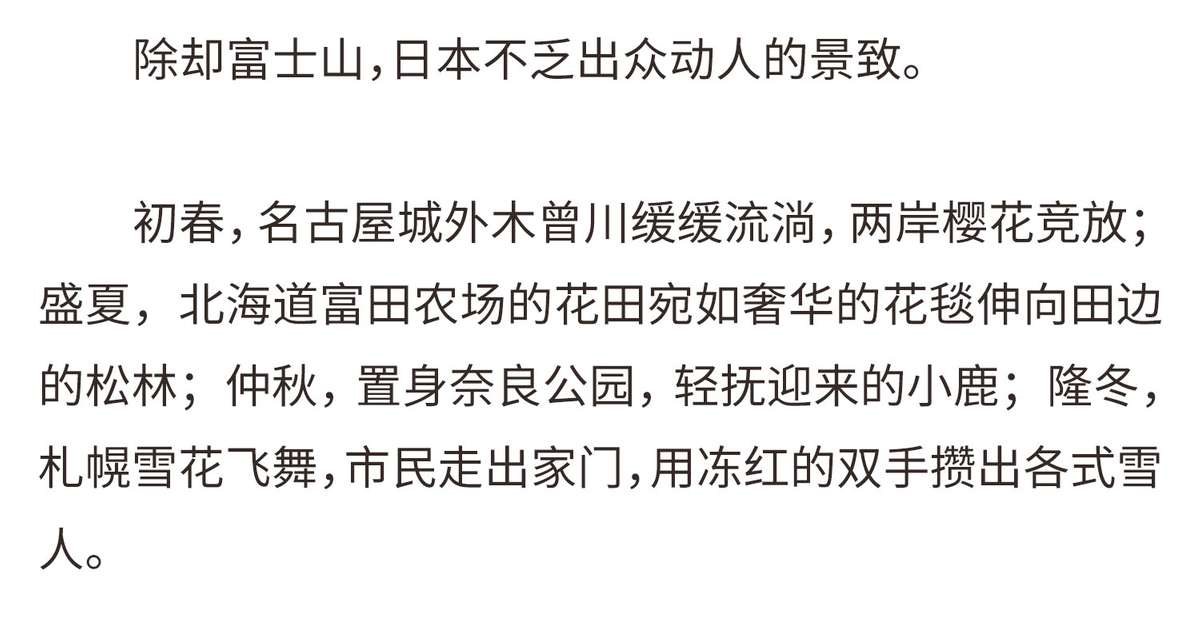 除却富士山，日本不乏出众动人的景致。
初春，名古屋城外木曾川缓缓流淌，两岸樱花竞放；
盛夏，北海道富田农场的花田宛如奢华的花毯伸向田边
的松林；仲秋，置身奈良公园，轻抚迎来的小鹿；隆冬，
札幌雪花飞舞，市民走出家门，用冻红的双手攒出各式雪
人。